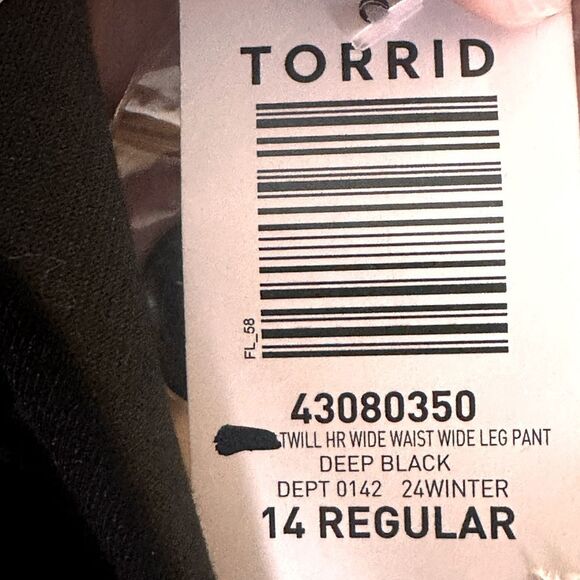 TORRID
FL_58
43080350
TWILL HR WIDE WAIST WIDE LEG PANT
DEEP BLACK
DEPT 0142 24WINTER
14 REGULAR